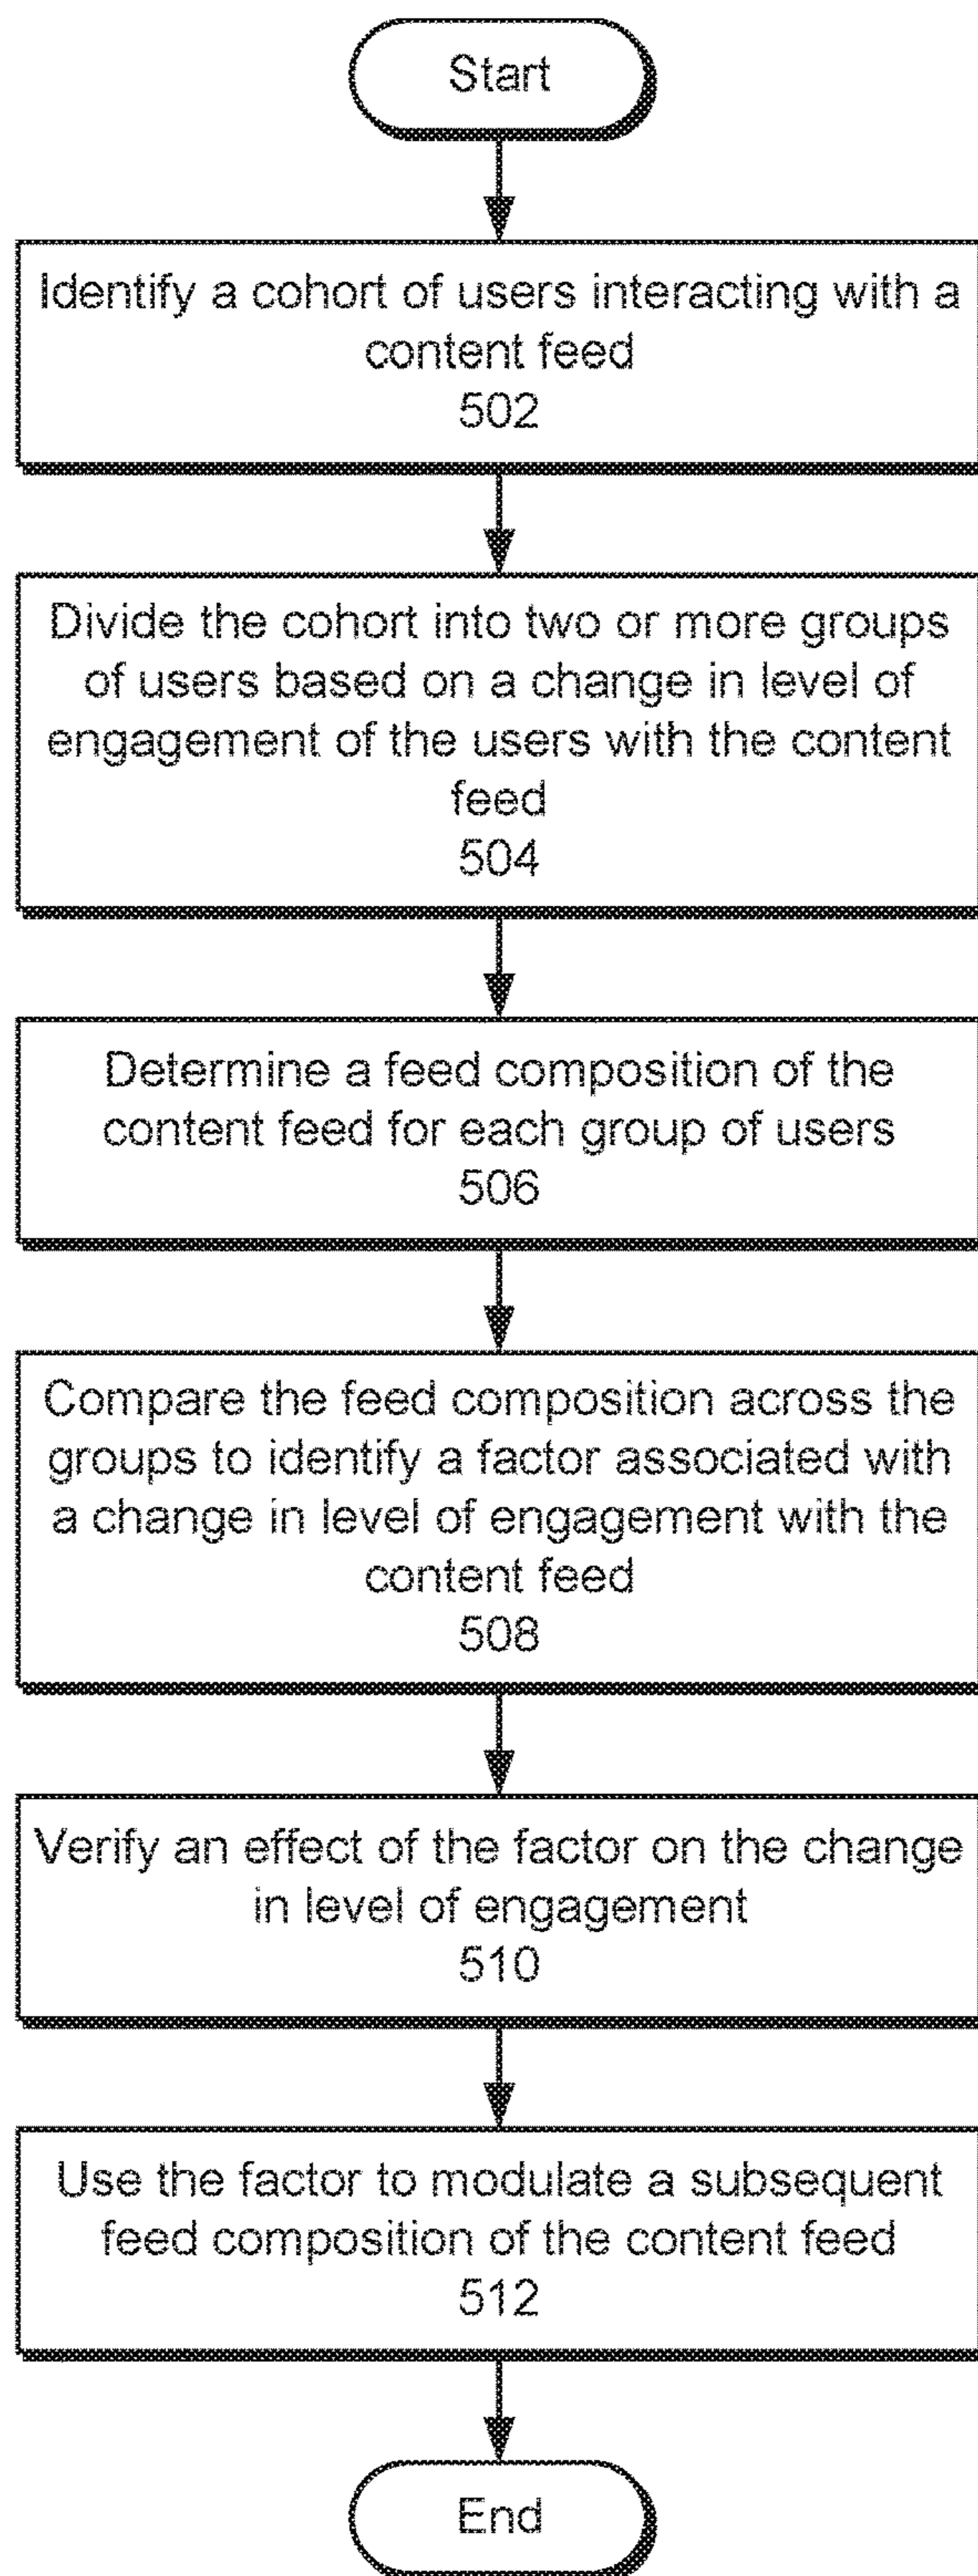 Start
Identify a cohort of users interacting with a
content feed
502
Divide the cohort into two or more groups
of users based on a change in level of
engagement of the users with the content
feed
504
Determine a feed composition of the
content feed for each group of users
506
Compare the feed composition across the
groups to identify a factor associated with
a change in level of engagement with the
content feed
508
Verify an effect of the factor on the change
in level of engagement
510
Use the factor to modulate a subsequent
feed composition of the content feed
512
End